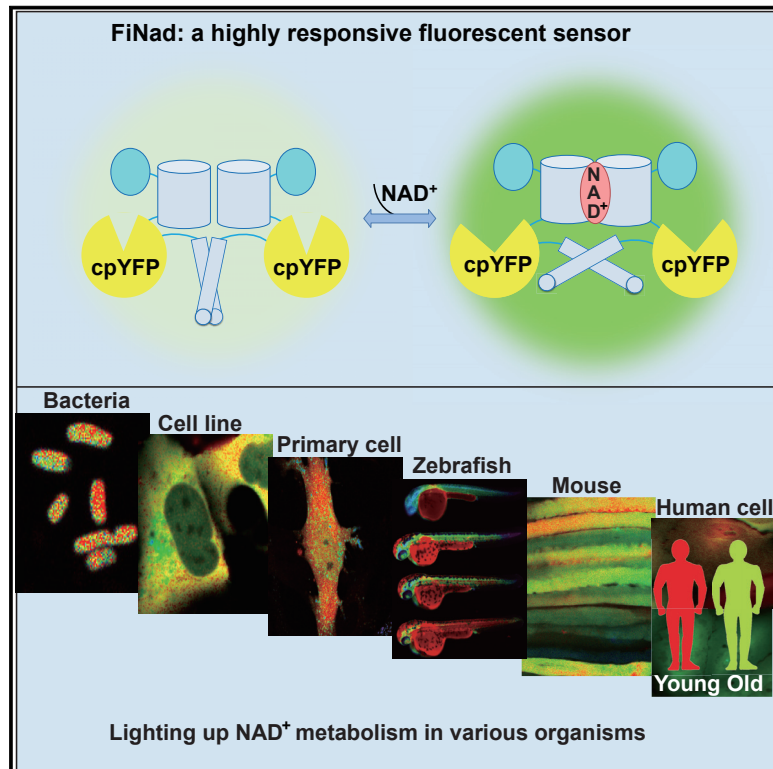 FiNad: a highly responsive fluorescent sensor
cpYFP
cpYFP
NAD⁺
NAD⁺
cpYFP
cpYFP
Bacteria
Cell line
Primary cell
Zebrafish
Mouse
Human cell
Young Old
Lighting up NAD⁺ metabolism in various organisms